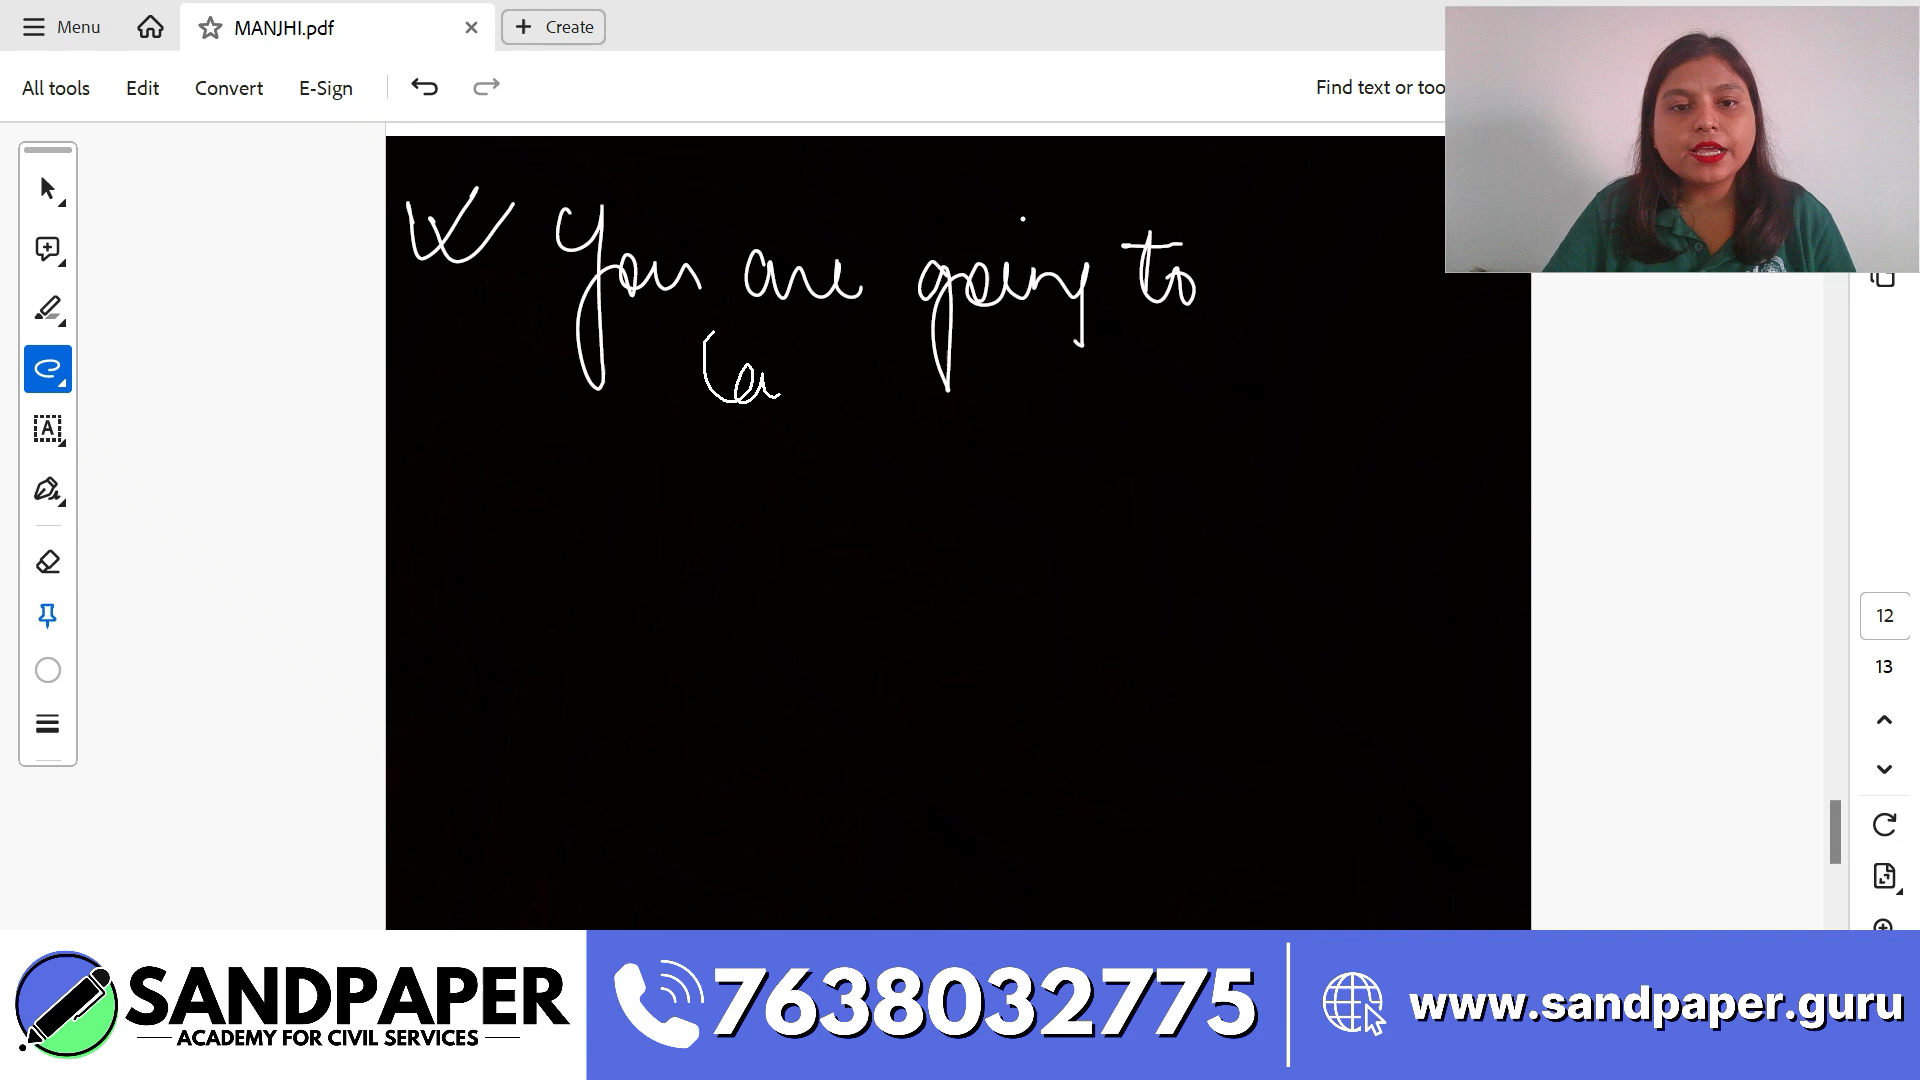 Menu
MANJHI.pdf
Create
All tools
Edit
Convert
E-Sign
Find text or too
A
You are going to
12
13
SANDPAPER
ACADEMY FOR CIVIL SERVICES
7638032775
www.sandpaper.guru